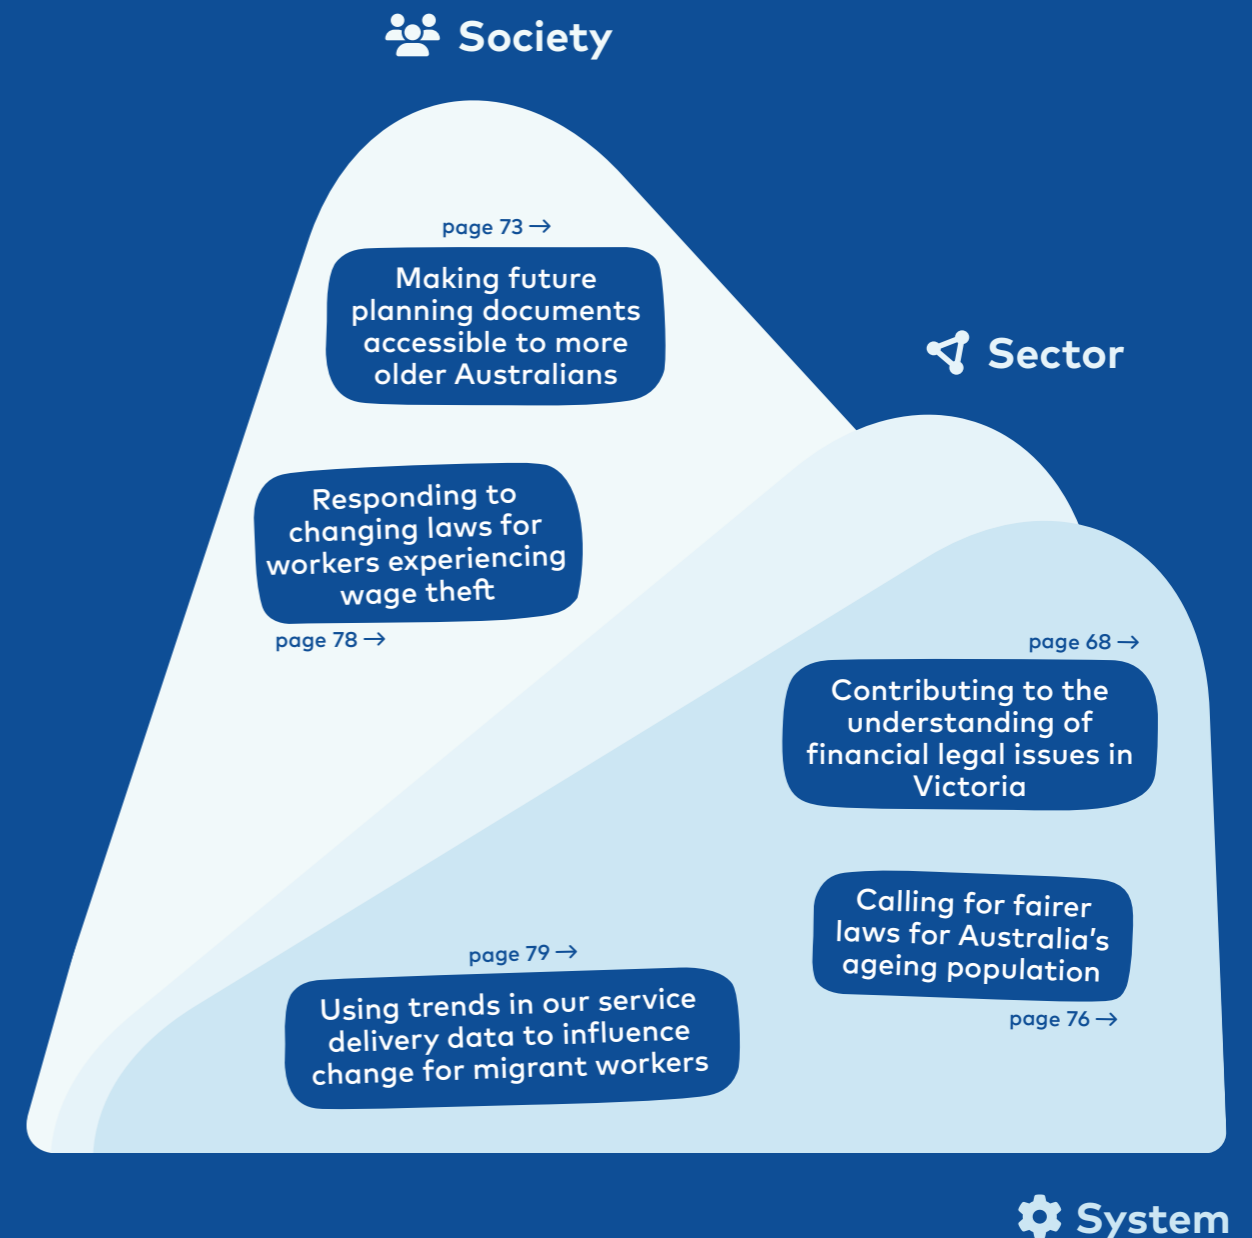 Society
page 73 →
Making future
planning documents
accessible to more
older Australians
Sector
Responding to
changing laws for
workers experiencing
wage theft
page 78 →
page 68 →
Contributing to the
understanding of
financial legal issues in
Victoria
Calling for fairer
laws for Australia’s
ageing population
page 76 →
page 79 →
Using trends in our service
delivery data to influence
change for migrant workers
System